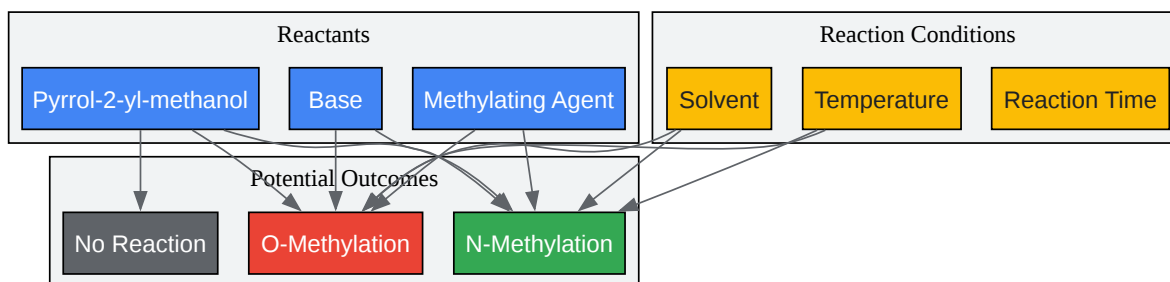 Reactants
Reaction Conditions
Pyrrol-2-yl-methanol
Base
Methylating Agent
Solvent
Temperature
Reaction Time
Potential Outcomes
No Reaction
O-Methylation
N-Methylation